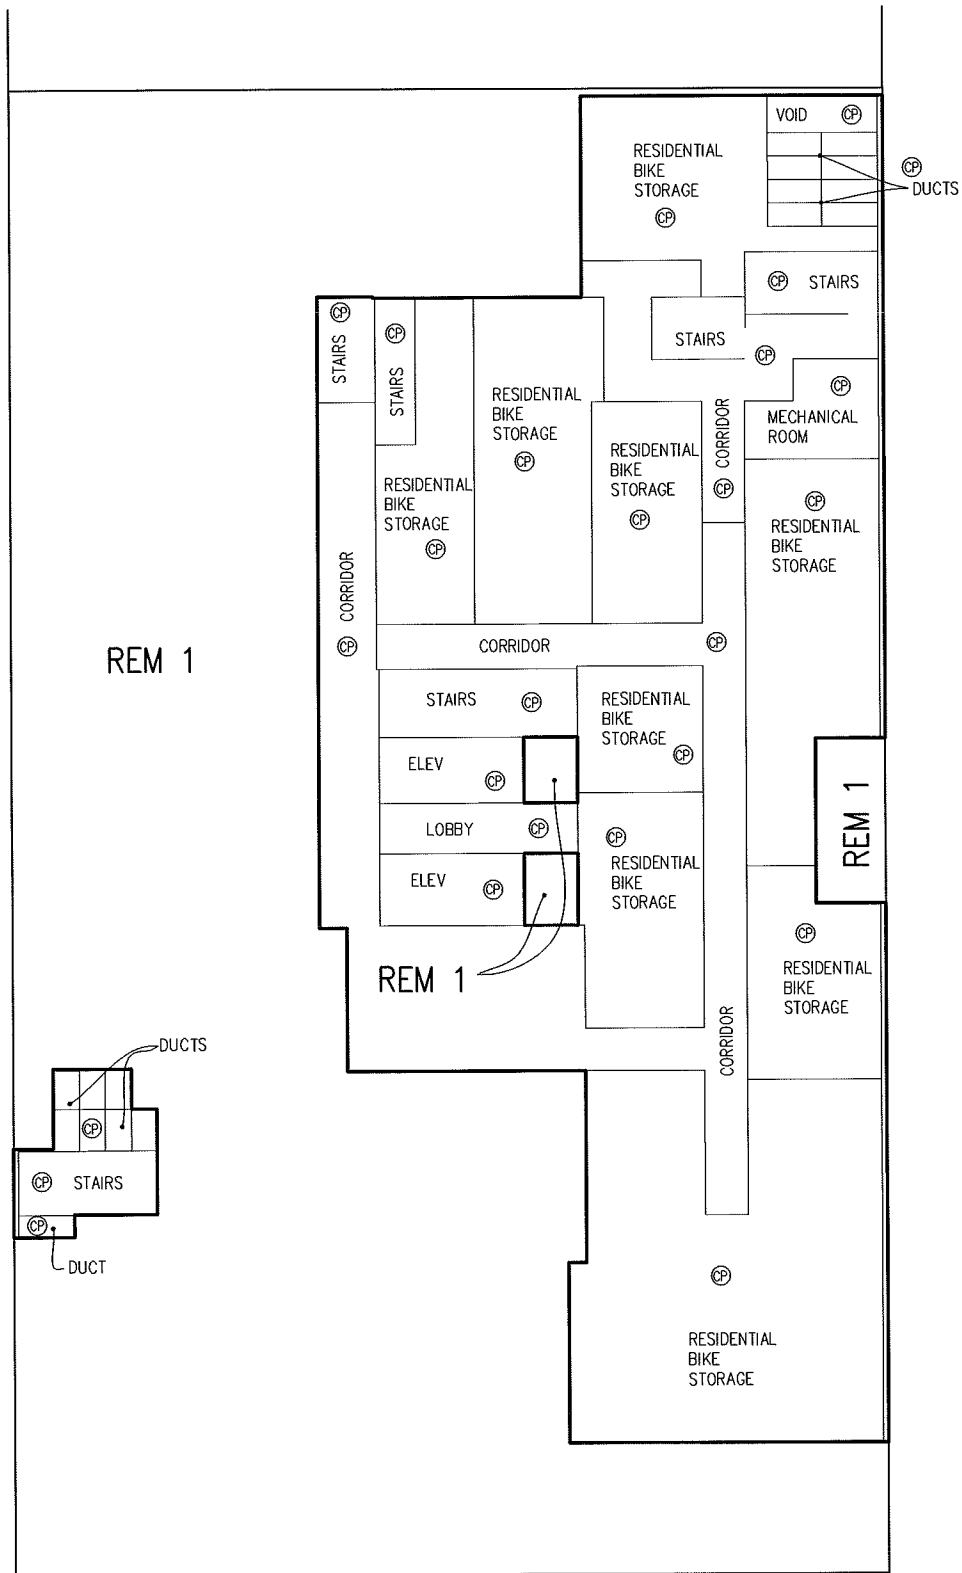 VOID CP
RESIDENTIAL
BIKE
STORAGE
CP
CP
DUCTS
CP STAIRS
CP
STAIRS
CP
STAIRS
STAIRS
CP
CP
MECHANICAL
ROOM
RESIDENTIAL
BIKE
STORAGE
CP
RESIDENTIAL
BIKE
STORAGE
CP
CORRIDOR
CP
RESIDENTIAL
BIKE
STORAGE
CP
CP
RESIDENTIAL
BIKE
STORAGE
CORRIDOR
CP
REM 1
CORRIDOR CP
STAIRS CP
RESIDENTIAL
BIKE
STORAGE
CP
ELEV CP
LOBBY CP
ELEV CP
CP
RESIDENTIAL
BIKE
STORAGE
REM 1
REM 1
CP
RESIDENTIAL
BIKE
STORAGE
CORRIDOR
DUCTS
CP
CP STAIRS
CP
DUCT
CP
RESIDENTIAL
BIKE
STORAGE